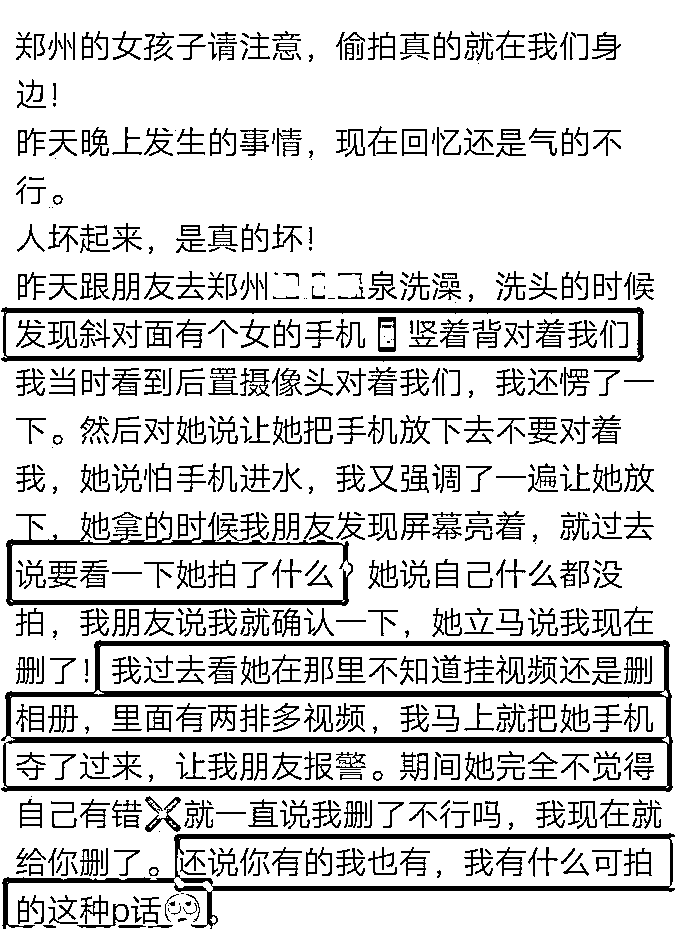 郑州的女孩子请注意，偷拍真的就在我们身
边！
昨天晚上发生的事情，现在回忆还是气的不
行。
人坏起来，是真的坏！
昨天跟朋友去郑州泉洗澡，洗头的时候
发现斜对面有个女的手机📱竖着背对着我们
我当时看到后置摄像头对着我们，我还愣了一
下。然后对她说让她把手机放下去不要对着
我，她说怕手机进水，我又强调了一遍让她放
下，她拿的时候我朋友发现屏幕亮着，就过去
说要看一下她拍了什么，她说自己什么都没
拍，我朋友说我就确认一下，她立马说我现在
删了！我过去看她在那里不知道挂视频还是删
相册，里面有两排多视频，我马上就把她手机
夺了过来，让我朋友报警。期间她完全不觉得
自己有错❌就一直说我删了不行吗，我现在就
给你删了。还说你有的我也有，我有什么可拍
的这种p话🙄。